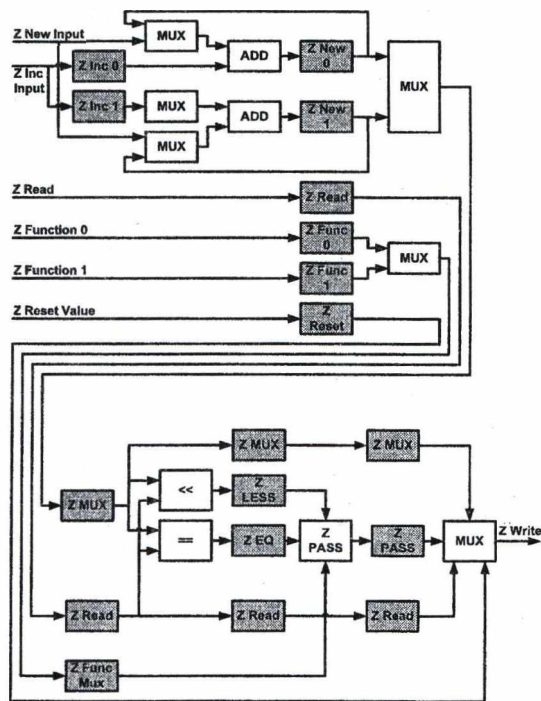 Z New Input
MUX
Z Inc Input
Z Inc 0
ADD
Z New 0
MUX
Z Inc 1
MUX
ADD
Z New 1
MUX
Z Read
Z Read
Z Function 0
Z Func 0
MUX
Z Function 1
Z Func 1
Z Reset Value
Z Reset
Z MUX
Z MUX
<<
Z LESS
Z MUX
==
Z EQ
Z PASS
Z PASS
MUX
Z Write
Z Read
Z Read
Z Read
Z Func Mux